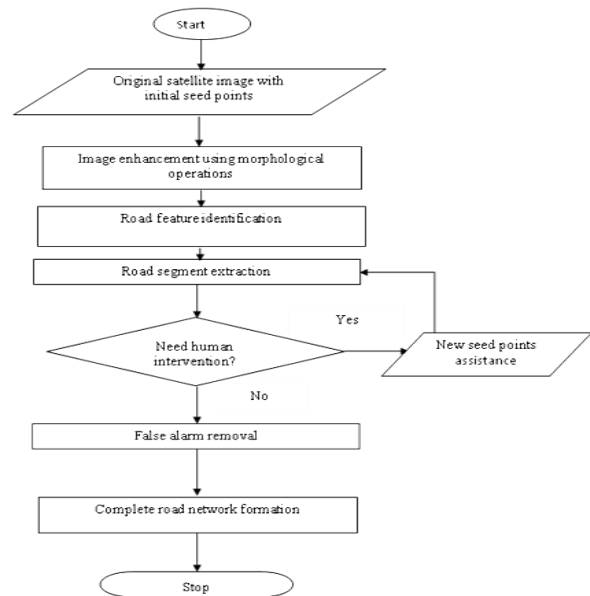 Start
Original satellite image with
initial seed points
Image enhancement using morphological
operations
Road feature identification
Road segment extraction
Yes
Need human
intervention?
New seed points
assistance
No
False alarm removal
Complete road network formation
Stop